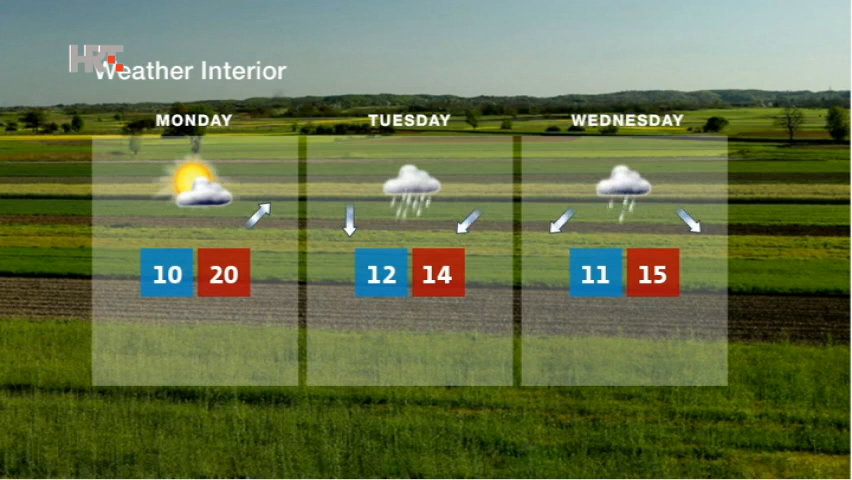 HRT
Weather Interior
MONDAY TUESDAY WEDNESDAY
10 20 12 14 11 15